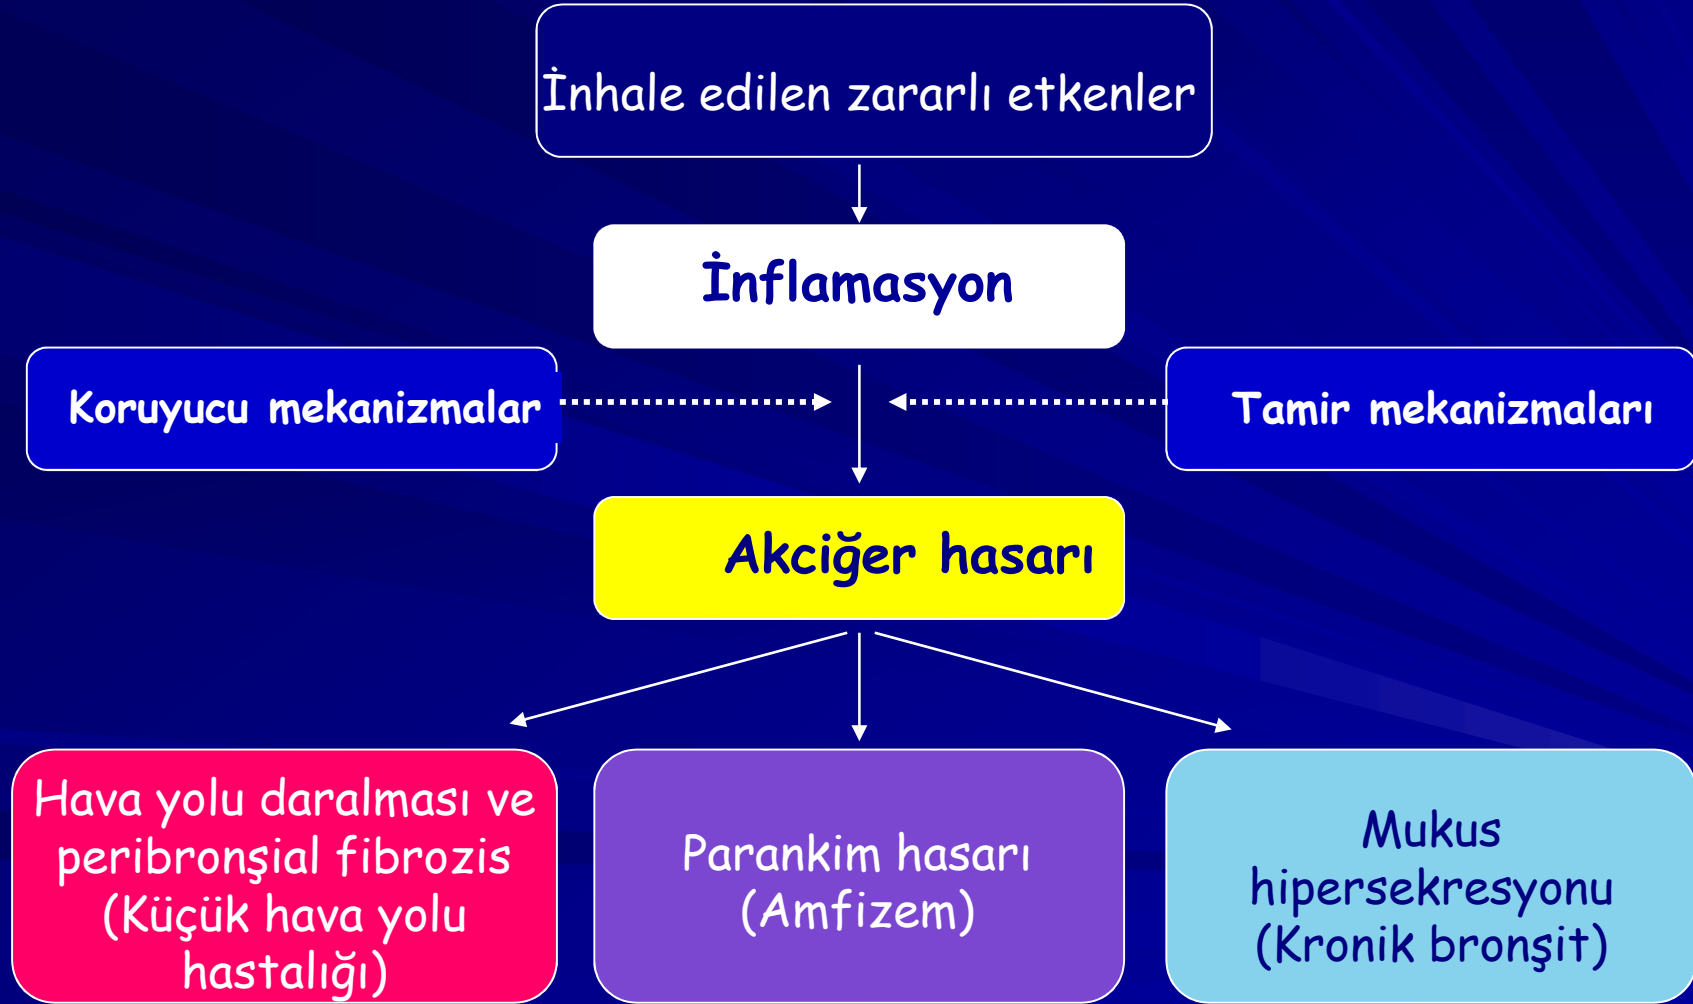 İnhale edilen zararlı etkenler
İnflamasyon
Koruyucu mekanizmalar
Tamir mekanizmaları
Akciğer hasarı
Hava yolu daralması ve
peribronşial fibrozis
(Küçük hava yolu
hastalığı)
Parankim hasarı
(Amfizem)
Mukus
hipersekresyonu
(Kronik bronşit)